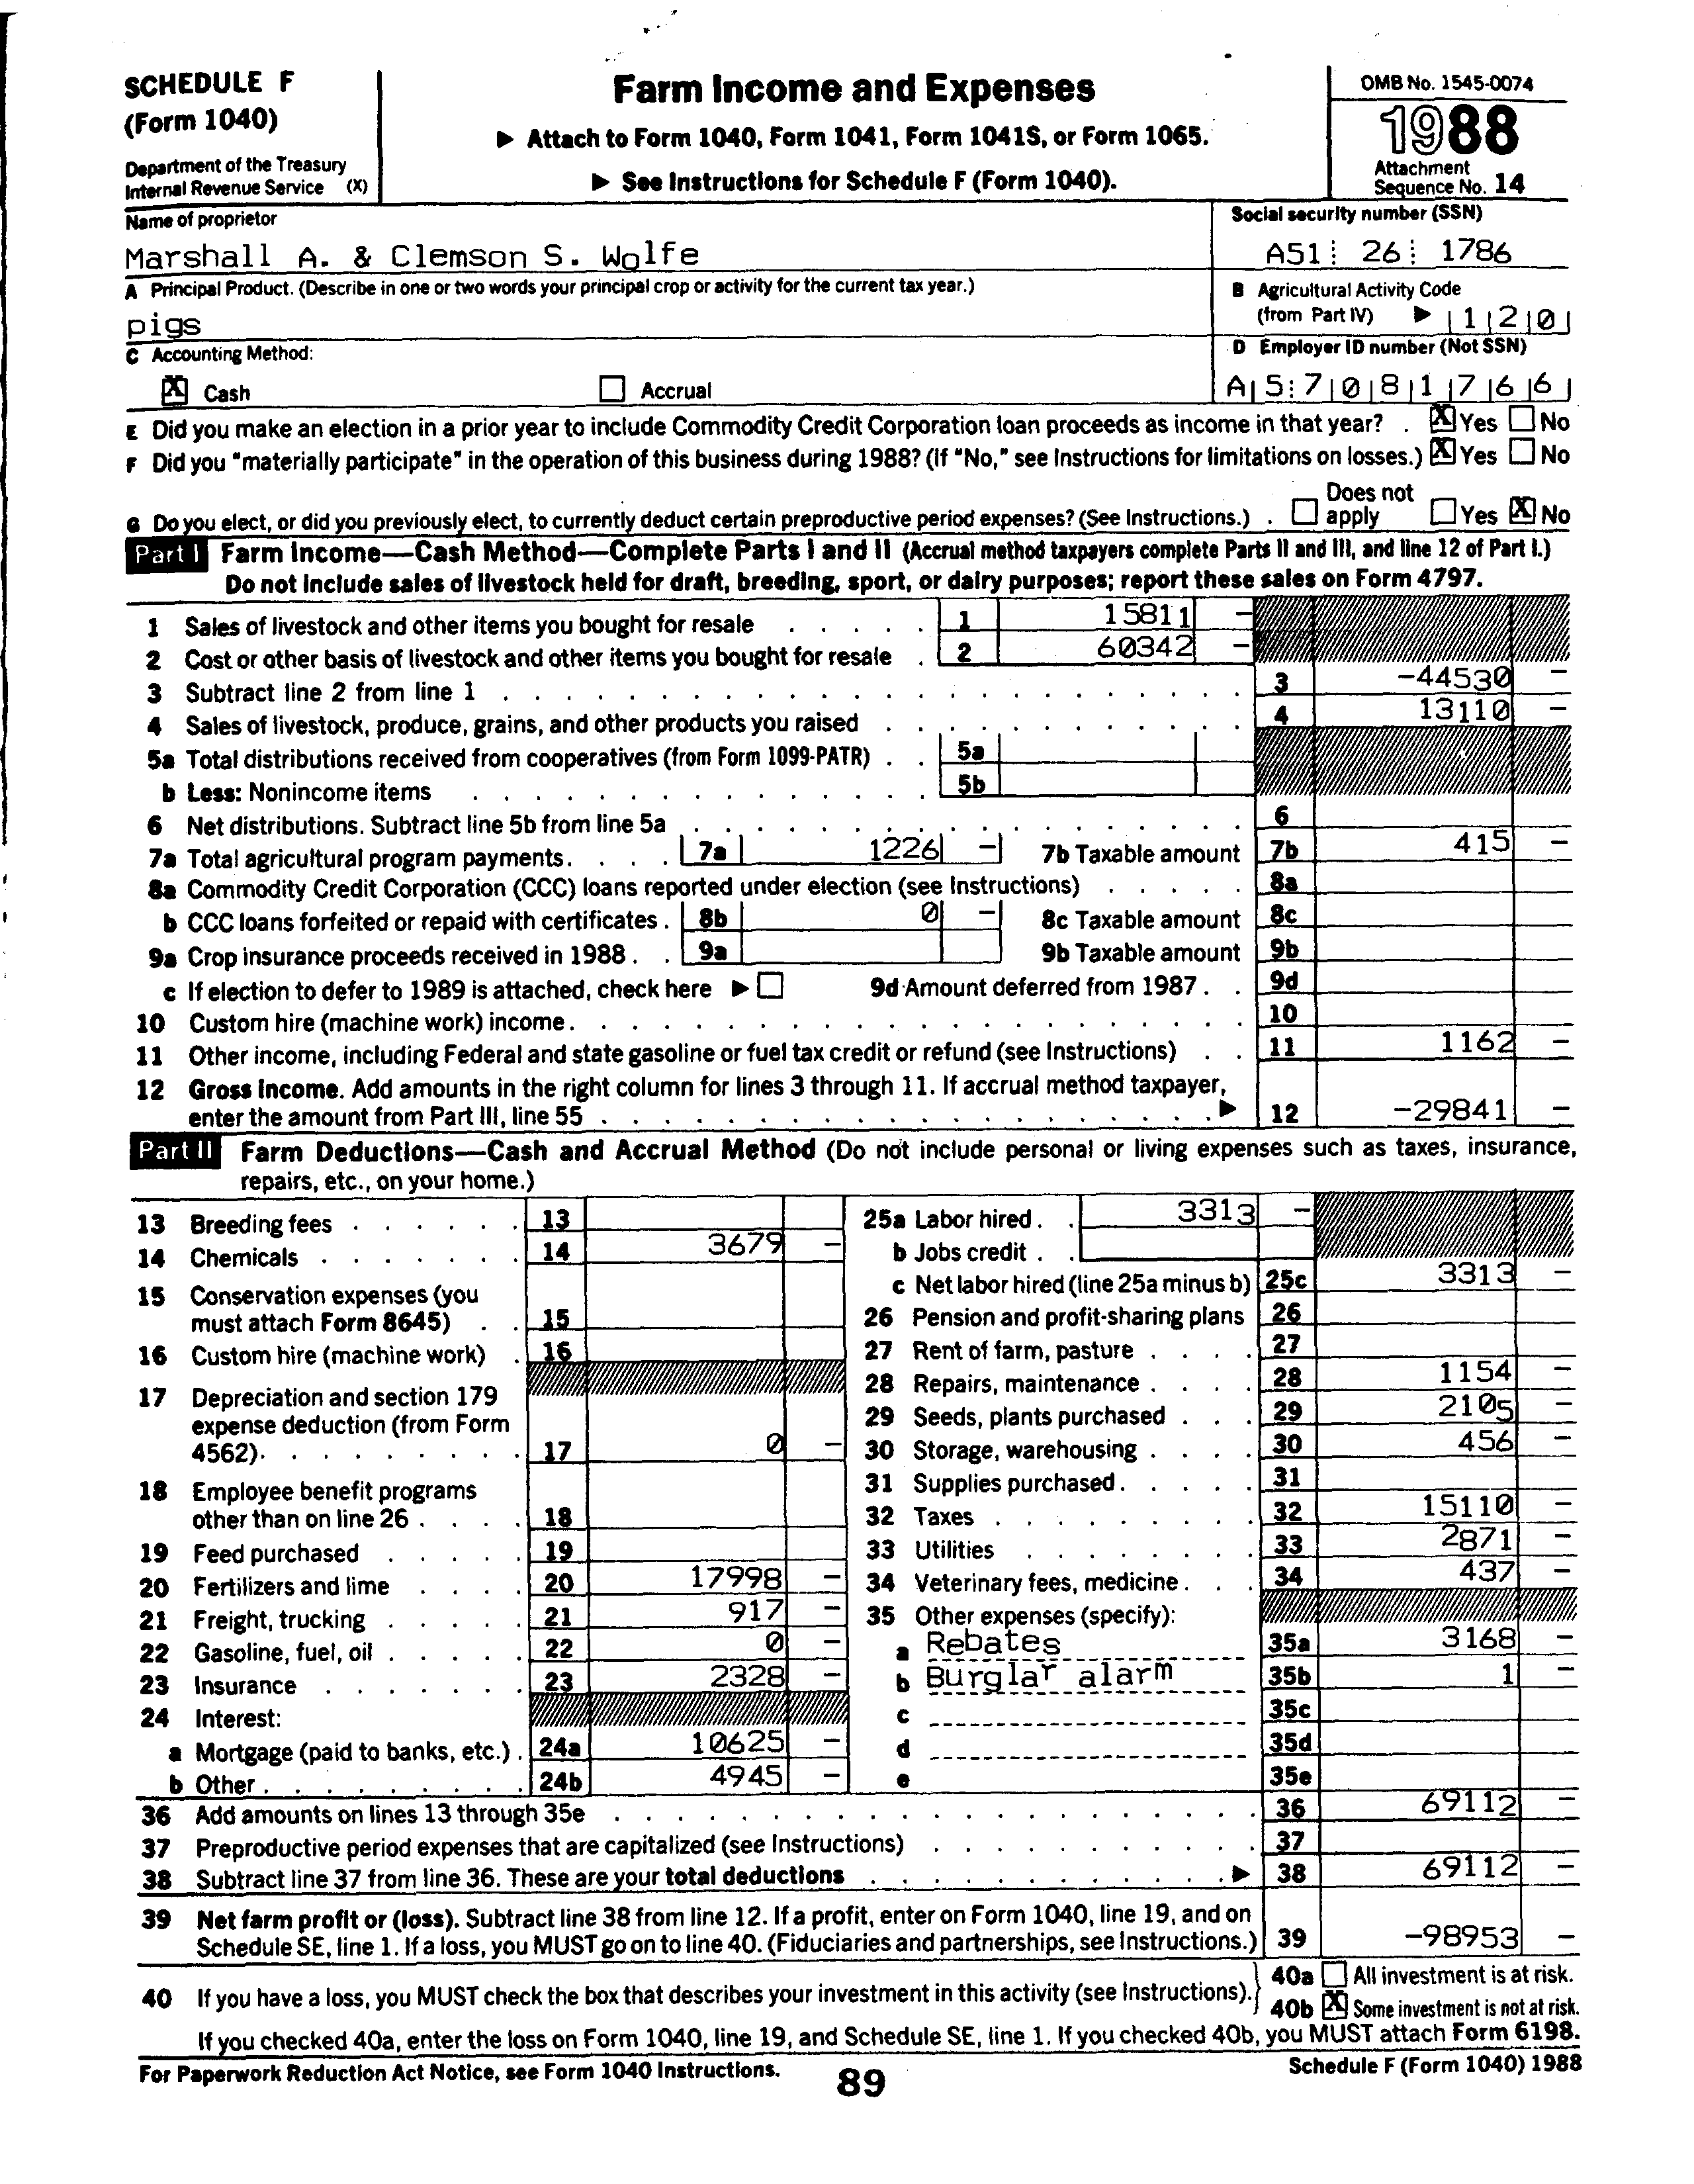 SCHEDULE F
(Form 1040)
Department of the Treasury
Internal Revenue Service (X)
Farm Income and Expenses
▶ Attach to Form 1040, Form 1041, Form 1041S, or Form 1065.
▶ See Instructions for Schedule F (Form 1040).
OMB No. 1545-0074
1988
Attachment
Sequence No. 14
Name of proprietor
Marshall A. & Clemson S. Wolfe
Social security number (SSN)
A51 26 1786
A Principal Product. (Describe in one or two words your principal crop or activity for the current tax year.)
pigs
B Agricultural Activity Code
(from Part IV) ▶ 1 2 0
C Accounting Method:
X Cash Accrual
D Employer ID number (Not SSN)
A 5 7 0 8 1 7 6 6
E Did you make an election in a prior year to include Commodity Credit Corporation loan proceeds as income in that year? . X Yes No
F Did you "materially participate" in the operation of this business during 1988? (If "No," see Instructions for limitations on losses.) X Yes No
G Do you elect, or did you previously elect, to currently deduct certain preproductive period expenses? (See Instructions.) . Does not apply Yes X No
Part I Farm Income—Cash Method—Complete Parts I and II (Accrual method taxpayers complete Parts II and III, and line 12 of Part I.)
Do not include sales of livestock held for draft, breeding, sport, or dairy purposes; report these sales on Form 4797.
1 Sales of livestock and other items you bought for resale 1 15811 -
2 Cost or other basis of livestock and other items you bought for resale 2 60342 -
3 Subtract line 2 from line 1 3 -44530 -
4 Sales of livestock, produce, grains, and other products you raised 4 13110 -
5a Total distributions received from cooperatives (from Form 1099-PATR) 5a
b Less: Nonincome items 5b
6 Net distributions. Subtract line 5b from line 5a 6
7a Total agricultural program payments. 7a 1226 - 7b Taxable amount 7b 415 -
8a Commodity Credit Corporation (CCC) loans reported under election (see Instructions) 8a
b CCC loans forfeited or repaid with certificates . 8b 0 - 8c Taxable amount 8c
9a Crop insurance proceeds received in 1988 . 9a 9b Taxable amount 9b
c If election to defer to 1989 is attached, check here ▶ 9d Amount deferred from 1987 . 9d
10 Custom hire (machine work) income. 10
11 Other income, including Federal and state gasoline or fuel tax credit or refund (see Instructions) 11 1162 -
12 Gross Income. Add amounts in the right column for lines 3 through 11. If accrual method taxpayer,
enter the amount from Part III, line 55 ▶ 12 -29841 -
Part II Farm Deductions—Cash and Accrual Method (Do not include personal or living expenses such as taxes, insurance,
repairs, etc., on your home.)
13 Breeding fees 13
14 Chemicals 14 3679 -
15 Conservation expenses (you
must attach Form 8645) 15
16 Custom hire (machine work) 16
17 Depreciation and section 179
expense deduction (from Form
4562). 17 0 -
18 Employee benefit programs
other than on line 26 18
19 Feed purchased 19
20 Fertilizers and lime 20 17998 -
21 Freight, trucking 21 917 -
22 Gasoline, fuel, oil 22 0 -
23 Insurance 23 2328 -
24 Interest:
a Mortgage (paid to banks, etc.) . 24a 10625 -
b Other 24b 4945 -
25a Labor hired . 3313 -
b Jobs credit .
c Net labor hired (line 25a minus b) 25c 3313 -
26 Pension and profit-sharing plans 26
27 Rent of farm, pasture 27
28 Repairs, maintenance 28 1154 -
29 Seeds, plants purchased 29 2105 -
30 Storage, warehousing 30 456 -
31 Supplies purchased 31
32 Taxes 32 15110 -
33 Utilities 33 2871 -
34 Veterinary fees, medicine 34 437 -
35 Other expenses (specify):
a Rebates 35a 3168 -
b Burglar alarm 35b 1 -
c 35c
d 35d
e 35e
36 Add amounts on lines 13 through 35e 36 69112 -
37 Preproductive period expenses that are capitalized (see Instructions) 37
38 Subtract line 37 from line 36. These are your total deductions ▶ 38 69112 -
39 Net farm profit or (loss). Subtract line 38 from line 12. If a profit, enter on Form 1040, line 19, and on
Schedule SE, line 1. If a loss, you MUST go on to line 40. (Fiduciaries and partnerships, see Instructions.) 39 -98953 -
40 If you have a loss, you MUST check the box that describes your investment in this activity (see Instructions).
40a All investment is at risk.
40b X Some investment is not at risk.
If you checked 40a, enter the loss on Form 1040, line 19, and Schedule SE, line 1. If you checked 40b, you MUST attach Form 6198.
For Paperwork Reduction Act Notice, see Form 1040 Instructions.
89
Schedule F (Form 1040) 1988